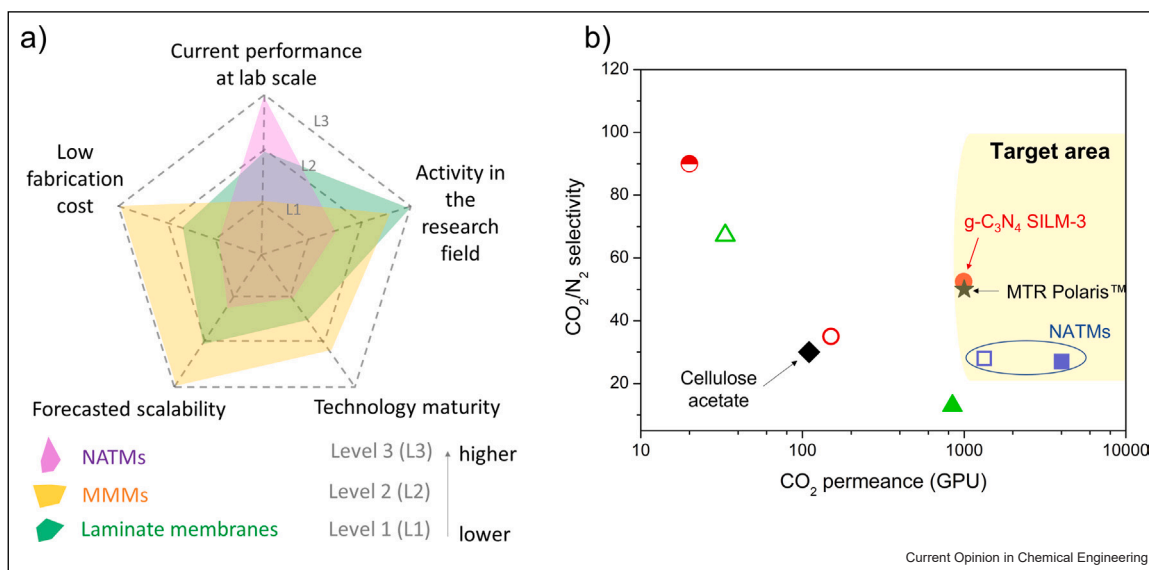 a)
Current performance
at lab scale
L3
L2
L1
Low
fabrication
cost
Activity in
the
research
field
Forecasted scalability
Technology maturity
NATMs
MMMs
Laminate membranes
Level 3 (L3)
Level 2 (L2)
Level 1 (L1)
higher
lower
b)
CO₂/N₂ selectivity
120
100
80
60
40
20
Target area
g-C₃N₄ SILM-3
MTR Polaris™
NATMs
Cellulose
acetate
10
100
1000
10000
CO₂ permeance (GPU)
Current Opinion in Chemical Engineering